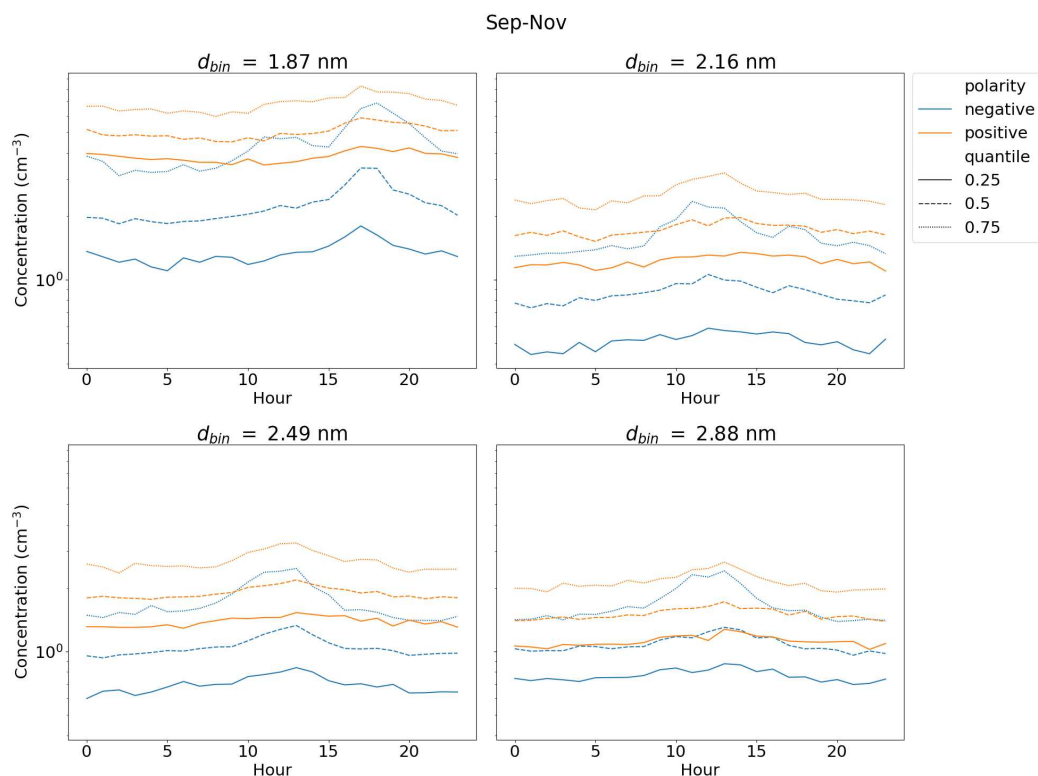 Sep-Nov
d_bin = 1.87 nm
Concentration (cm⁻³)
10⁰
0 5 10 15 20
Hour
d_bin = 2.16 nm
0 5 10 15 20
Hour
polarity
negative
positive
quantile
0.25
0.5
0.75
d_bin = 2.49 nm
Concentration (cm⁻³)
10⁰
0 5 10 15 20
Hour
d_bin = 2.88 nm
0 5 10 15 20
Hour